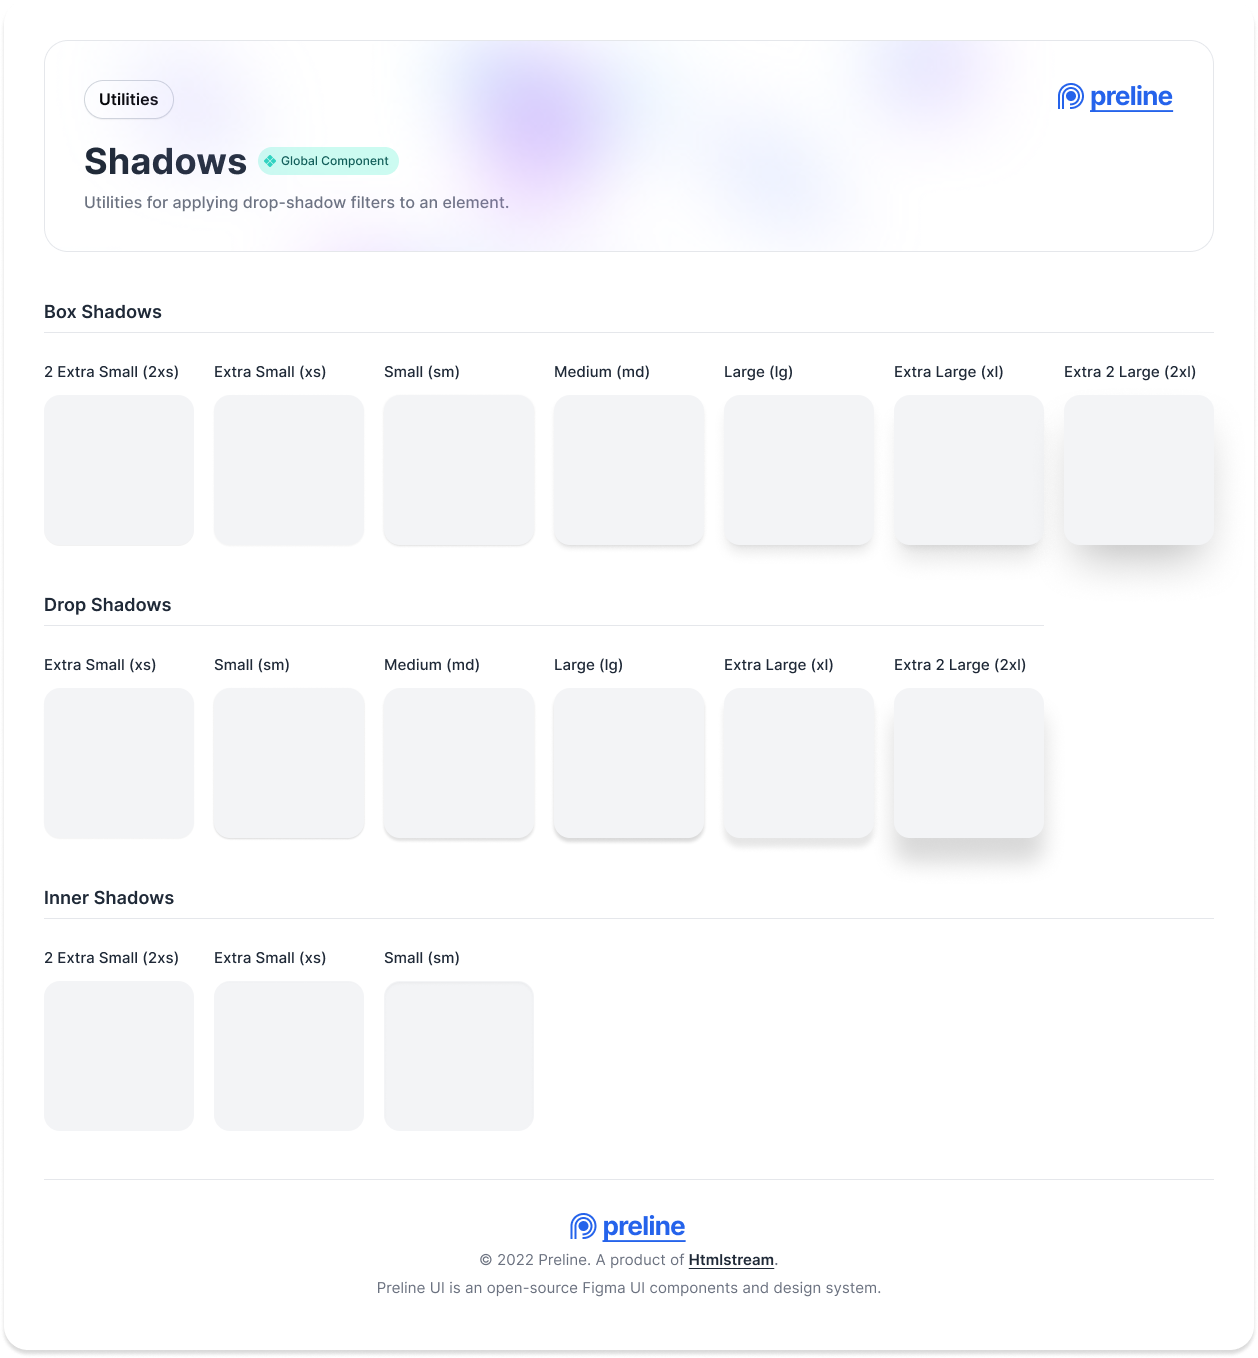 Utilities
preline
Shadows
Global Component
Utilities for applying drop-shadow filters to an element.
Box Shadows
2 Extra Small (2xs)
Extra Small (xs)
Small (sm)
Medium (md)
Large (lg)
Extra Large (xl)
Extra 2 Large (2xl)
Drop Shadows
Extra Small (xs)
Small (sm)
Medium (md)
Large (lg)
Extra Large (xl)
Extra 2 Large (2xl)
Inner Shadows
2 Extra Small (2xs)
Extra Small (xs)
Small (sm)
preline
© 2022 Preline. A product of Htmlstream.
Preline UI is an open-source Figma UI components and design system.